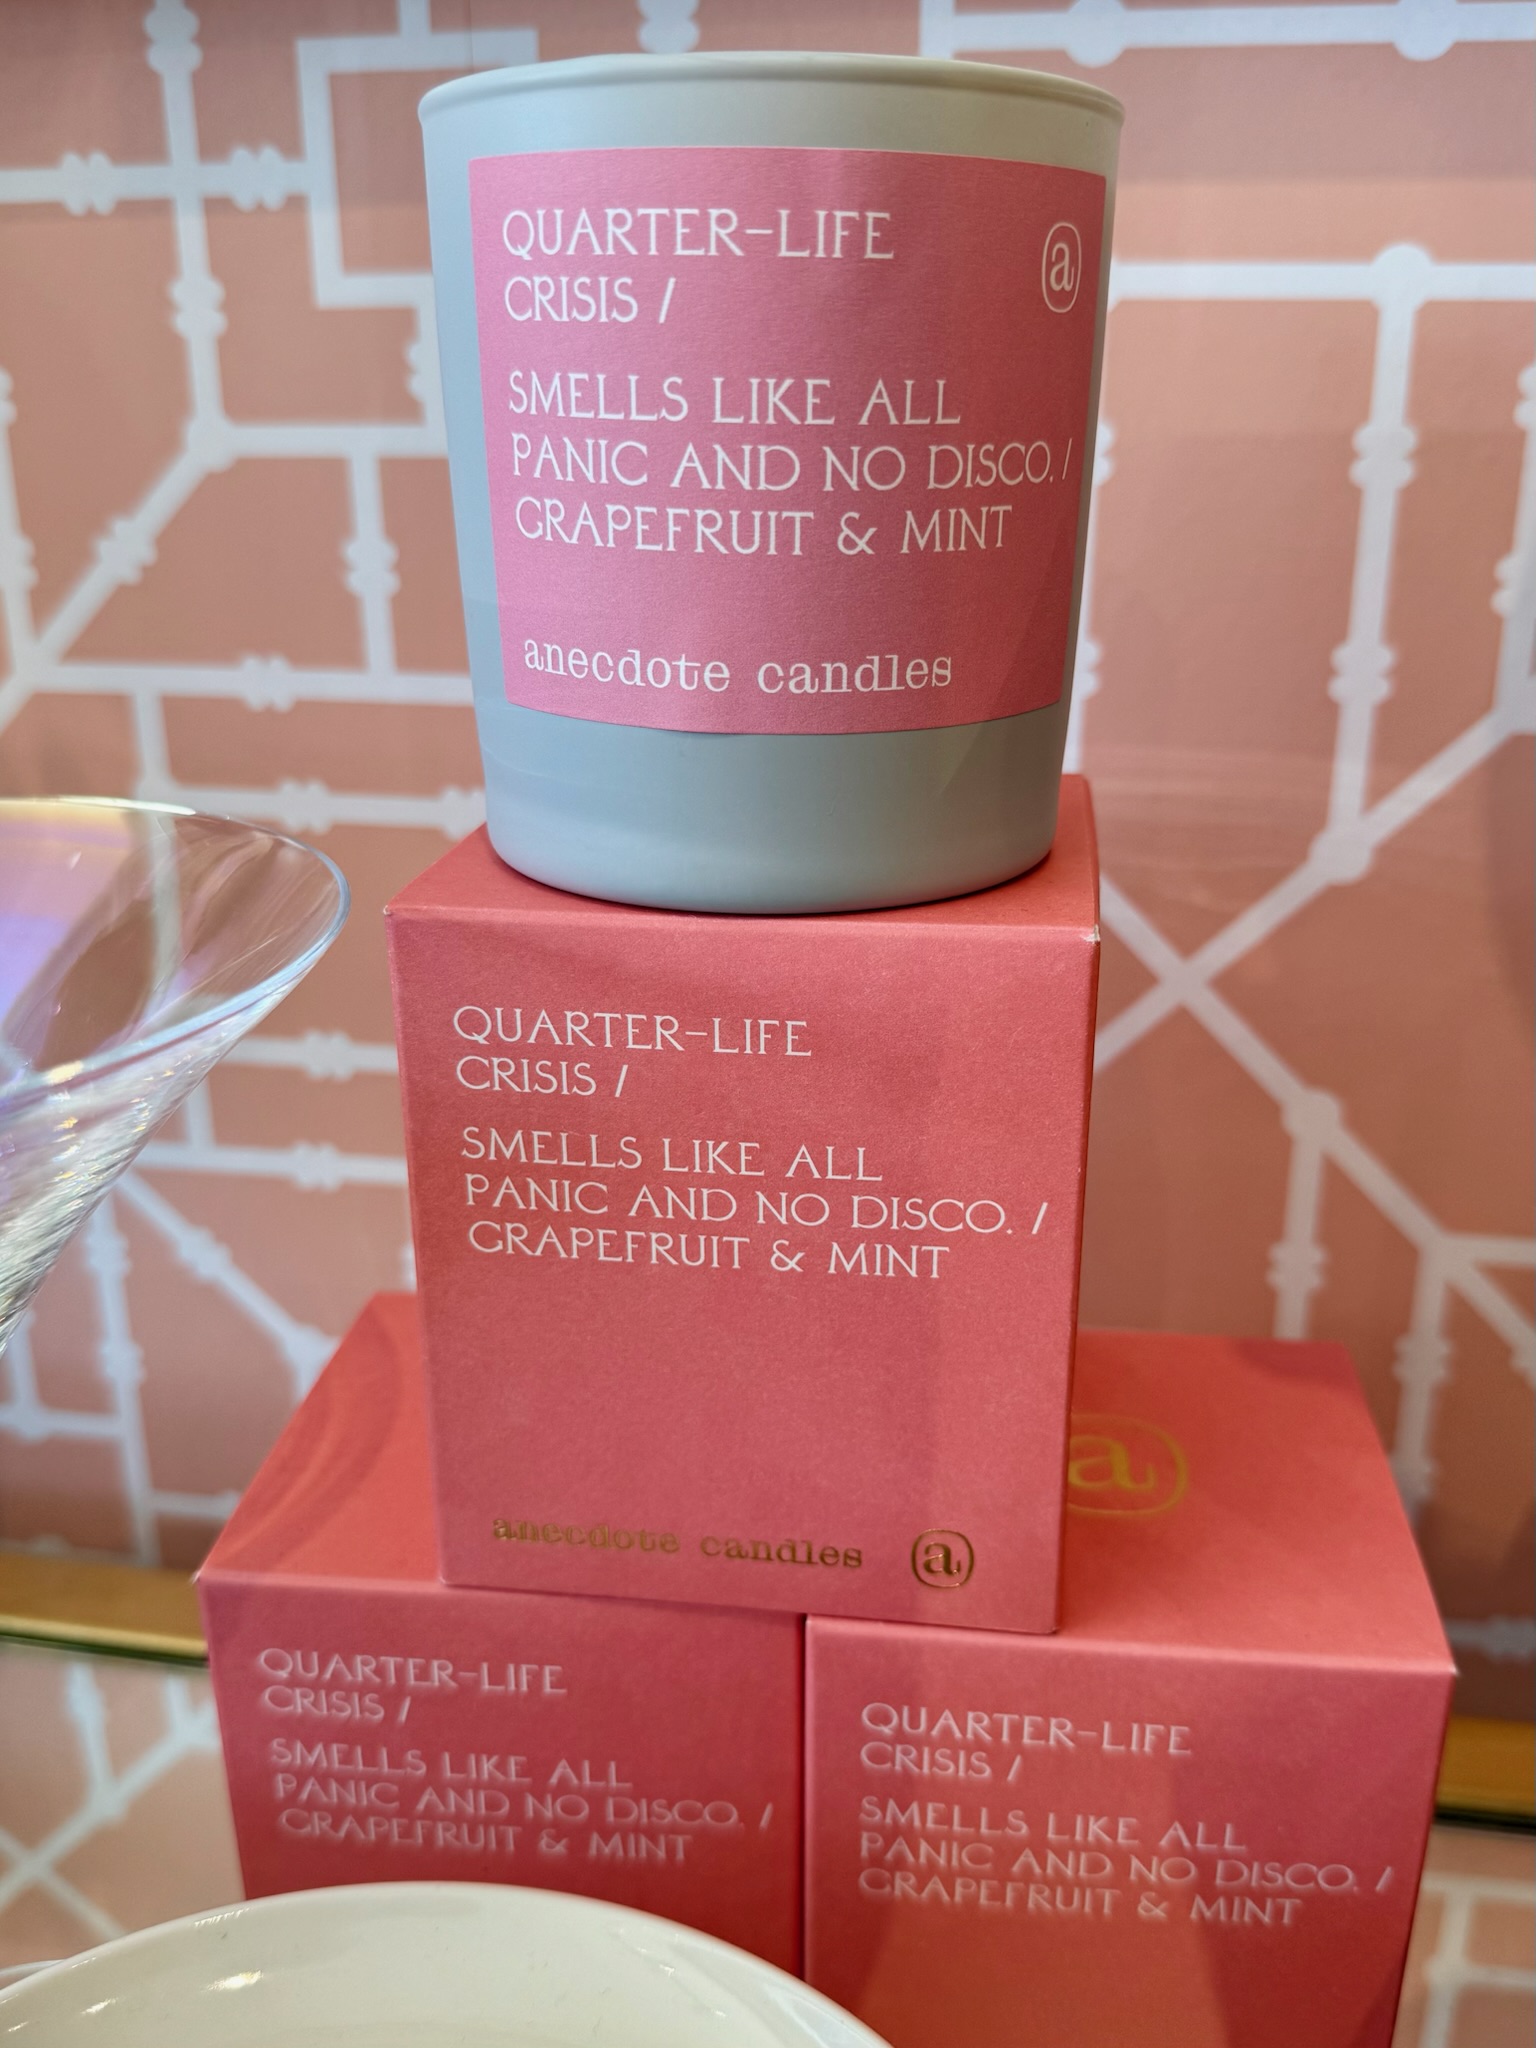 QUARTER-LIFE
CRISIS /
a
SMELLS LIKE ALL
PANIC AND NO DISCO. /
GRAPEFRUIT & MINT
anecdote candles
QUARTER-LIFE
CRISIS /
SMELLS LIKE ALL
PANIC AND NO DISCO. /
GRAPEFRUIT & MINT
anecdote candles a
a
QUARTER-LIFE
CRISIS /
SMELLS LIKE ALL
PANIC AND NO DISCO. /
GRAPEFRUIT & MINT
QUARTER-LIFE
CRISIS /
SMELLS LIKE ALL
PANIC AND NO DISCO. /
GRAPEFRUIT & MINT